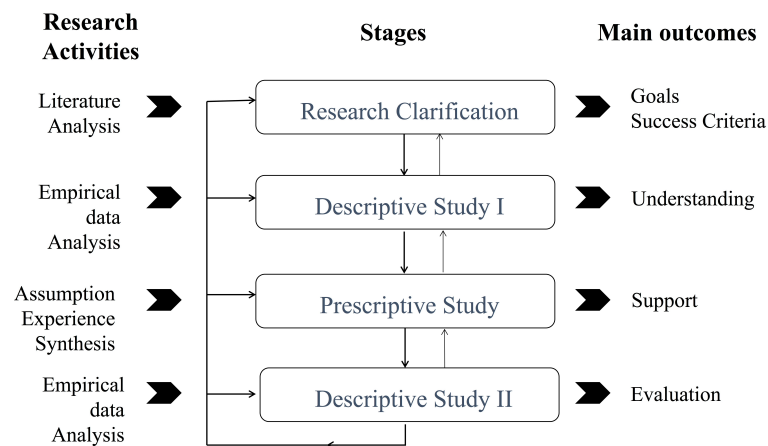 Research
Activities
Stages
Main outcomes
Literature
Analysis
Research Clarification
Goals
Success Criteria
Empirical
data
Analysis
Descriptive Study I
Understanding
Assumption
Experience
Synthesis
Prescriptive Study
Support
Empirical
data
Analysis
Descriptive Study II
Evaluation